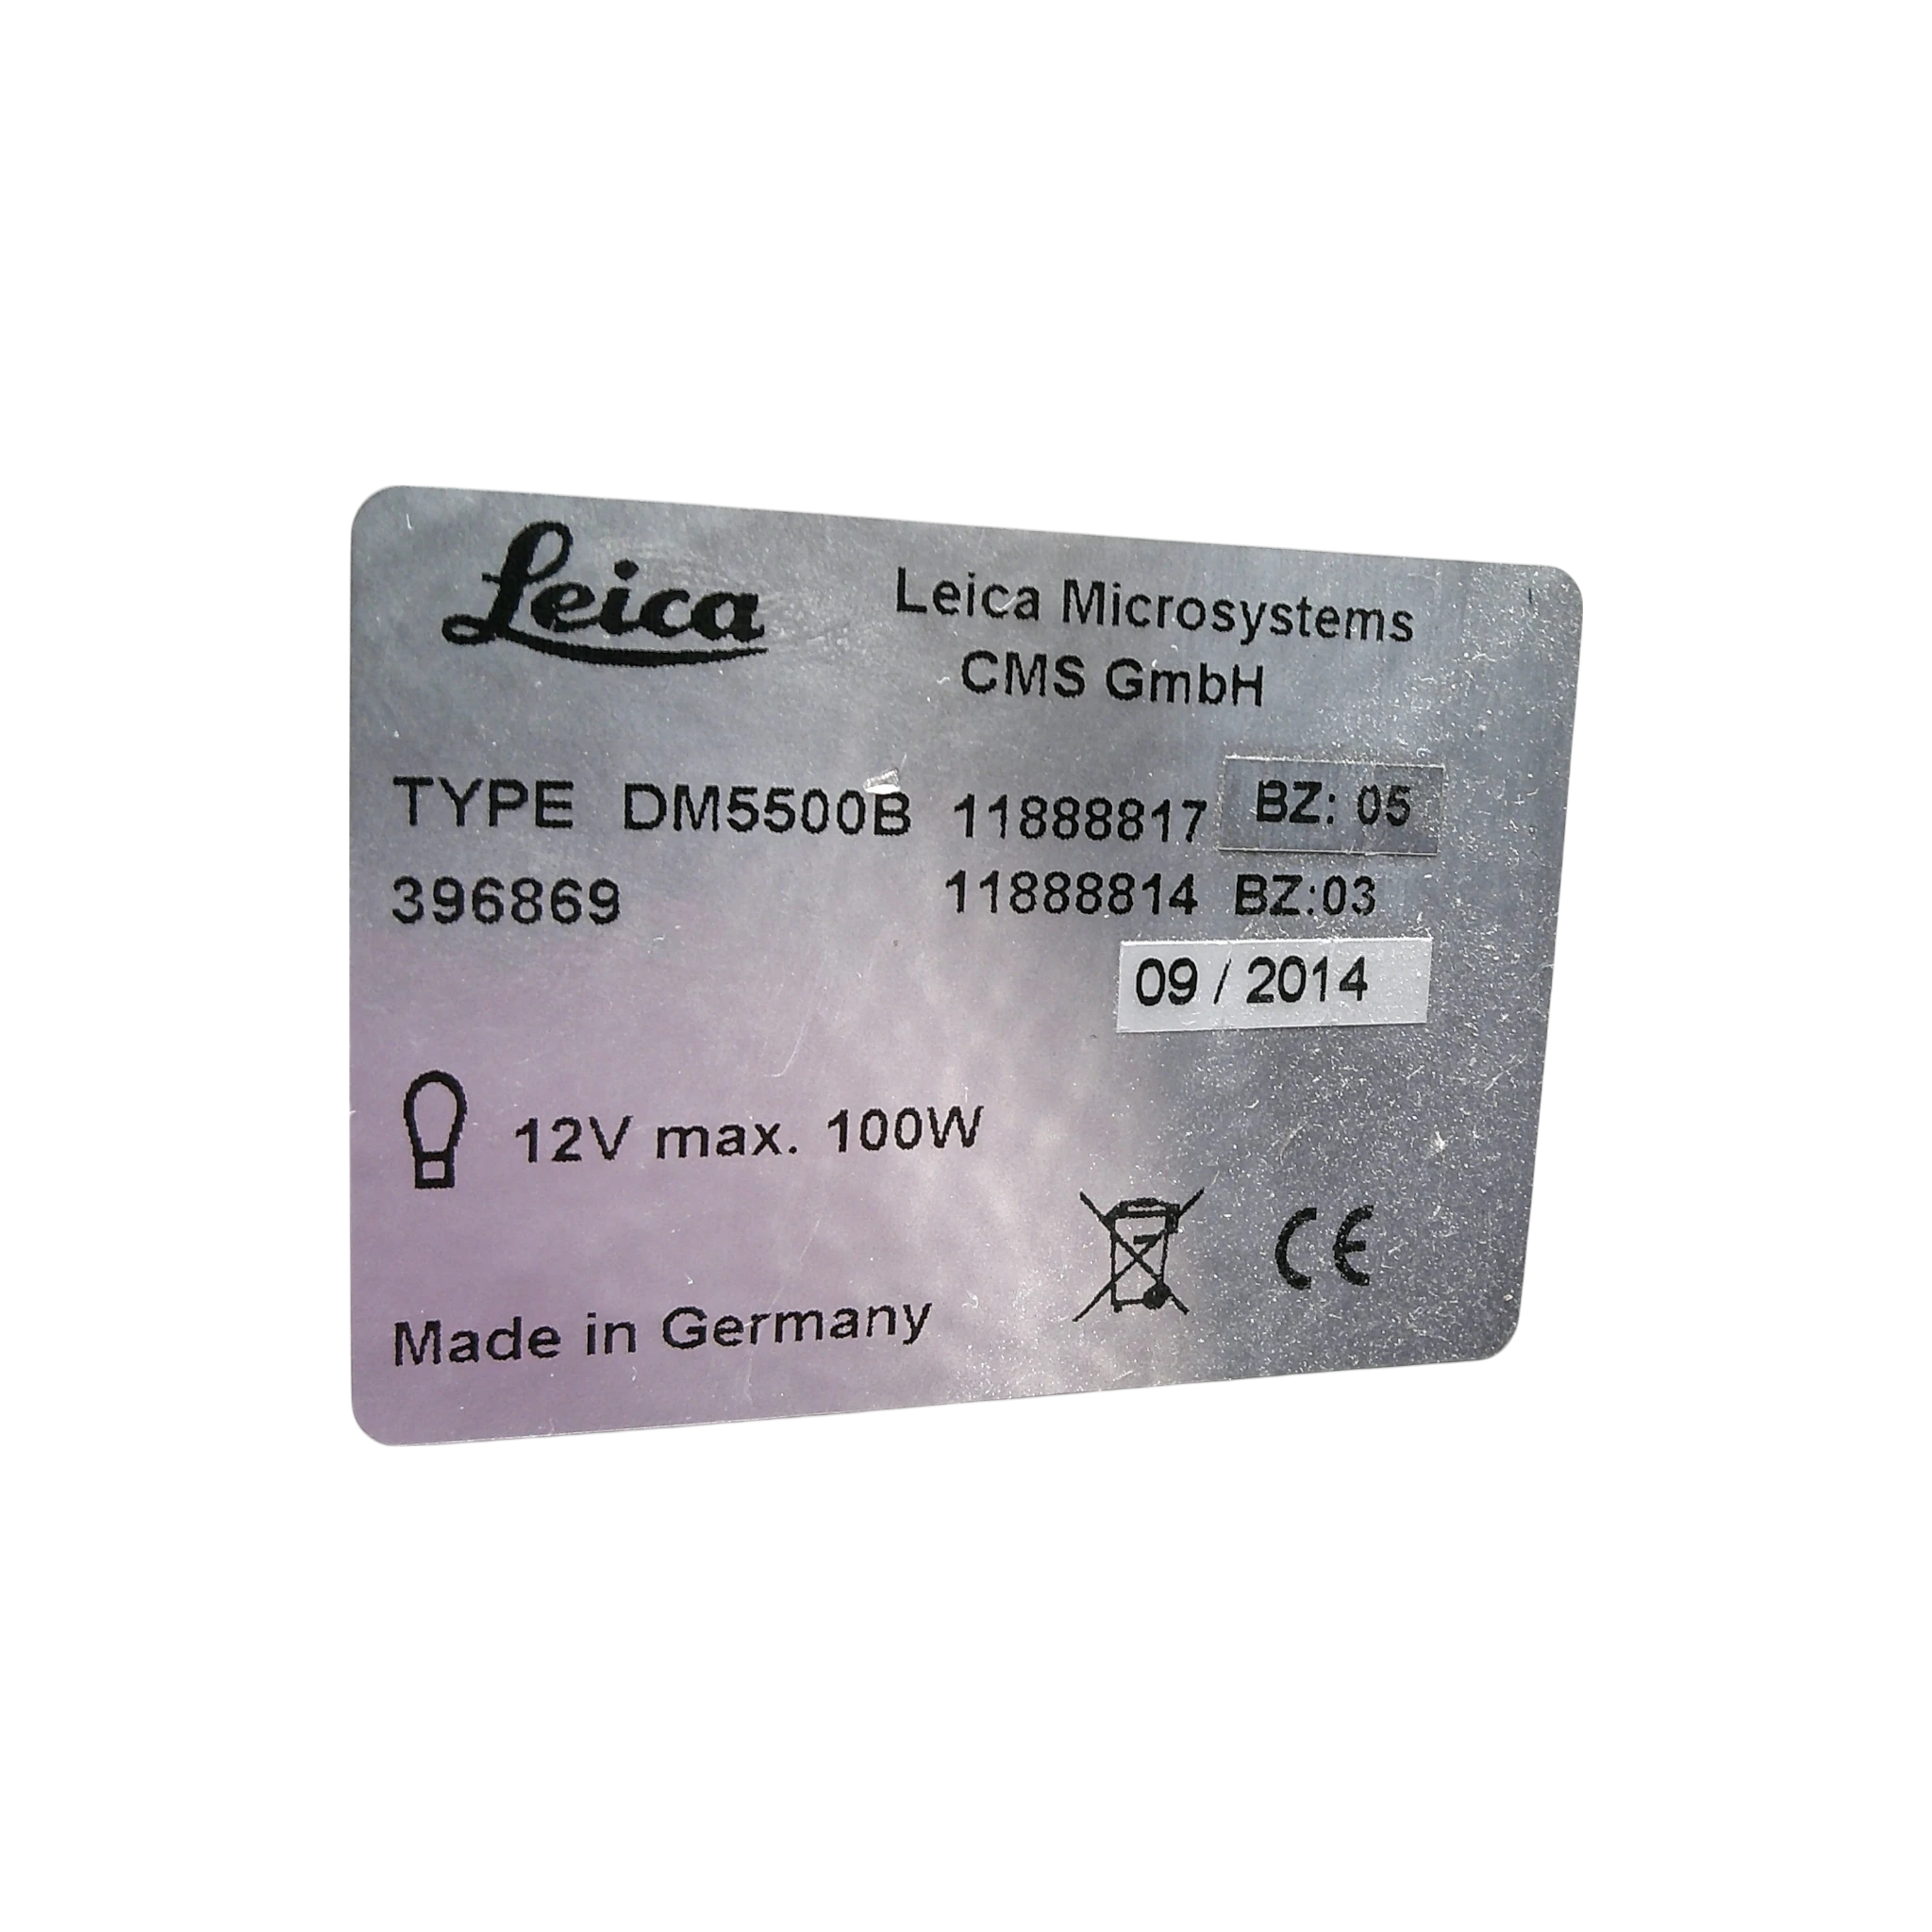 Leica
Leica Microsystems
CMS GmbH
TYPE DM5500B 11888817 BZ: 05
396869 11888814 BZ:03
09 / 2014
12V max. 100W
CE
Made in Germany